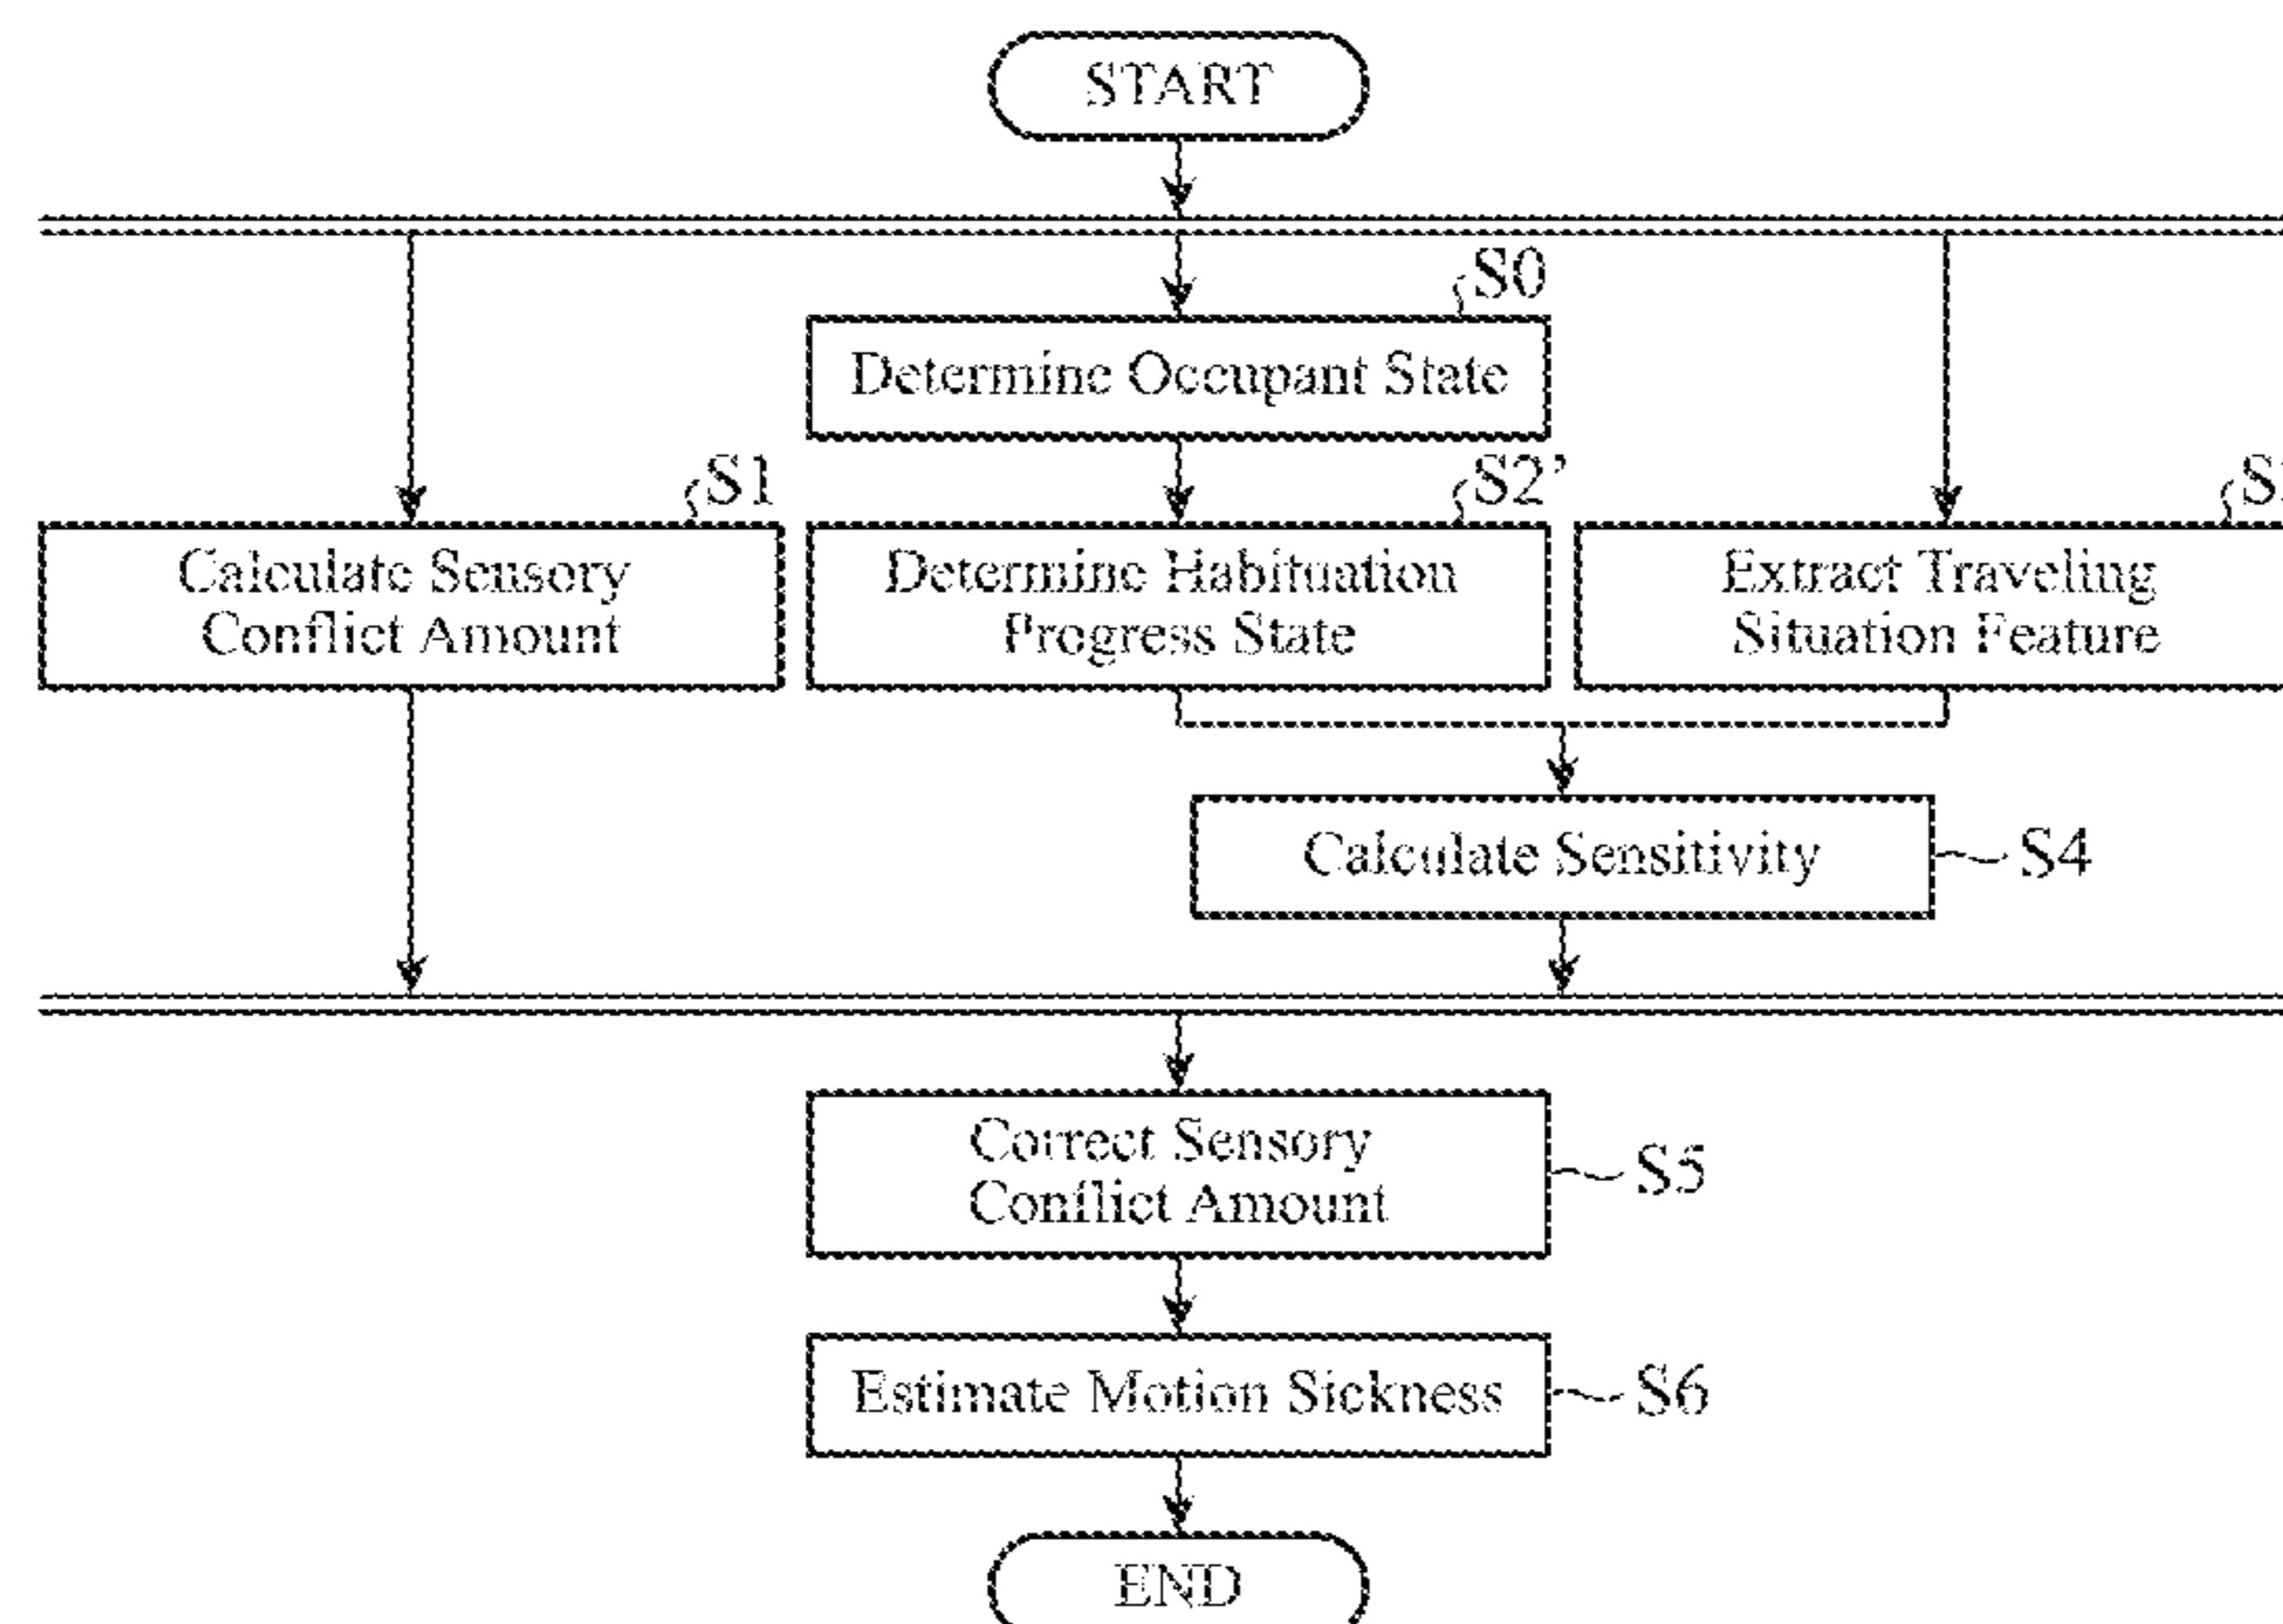 START
S0
Determine Occupant State
S1
S2’
Calculate Sensory
Conflict Amount
Determine Habituation
Progress State
Extract Traveling
Situation Feature
Calculate Sensitivity
S4
Correct Sensory
Conflict Amount
S5
Estimate Motion Sickness
S6
END